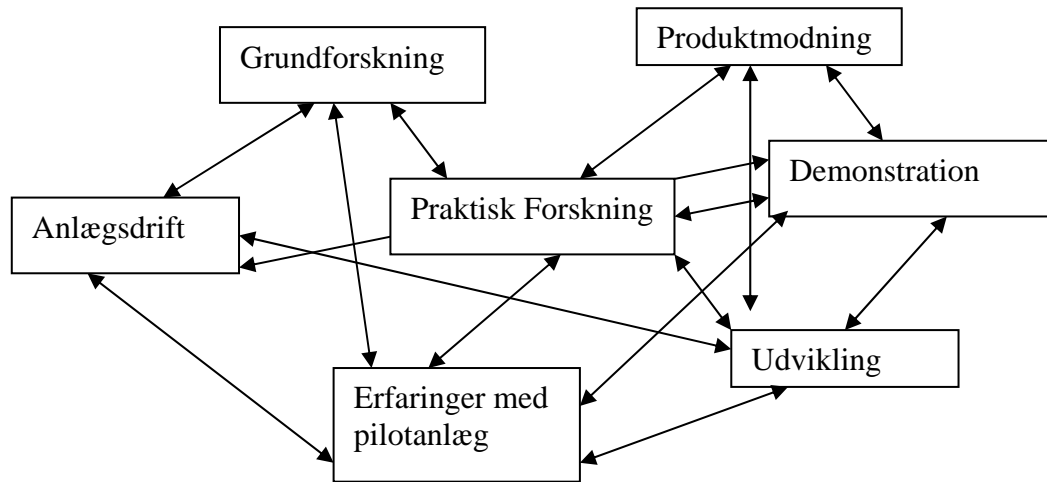 Produktmodning
Grundforskning
Demonstration
Praktisk Forskning
Anlægsdrift
Udvikling
Erfaringer med
pilotanlæg